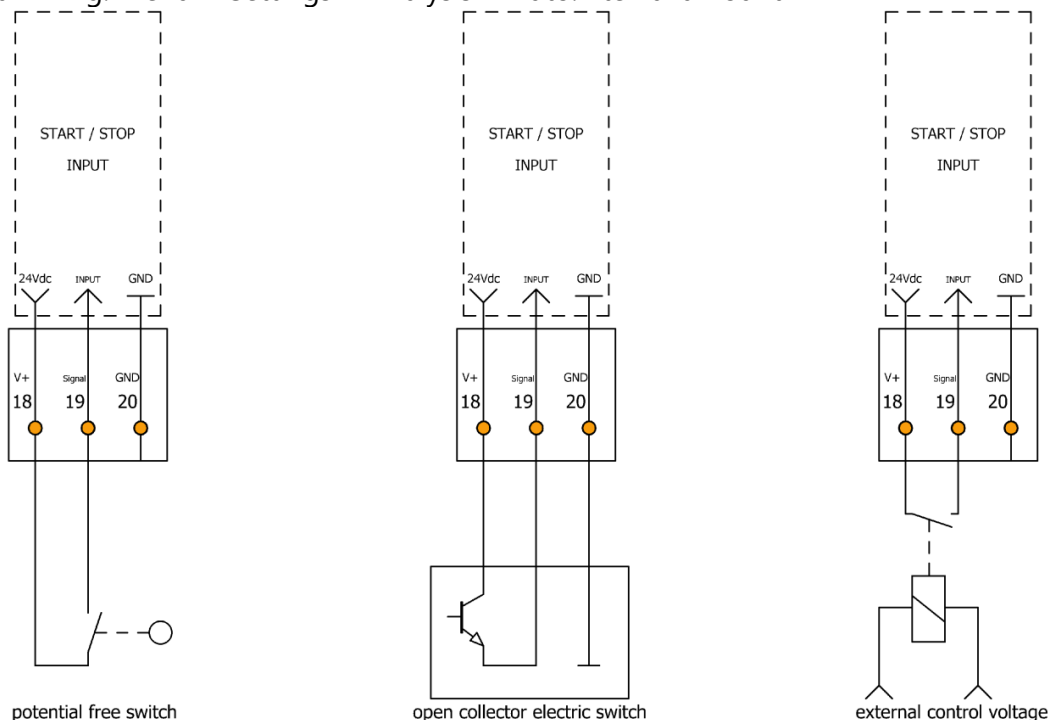 Settings
START / STOP
INPUT
24Vdc INPUT GND
V+ Signal GND
18 19 20
potential free switch
START / STOP
INPUT
24Vdc INPUT GND
V+ Signal GND
18 19 20
open collector electric switch
START / STOP
INPUT
24Vdc INPUT GND
V+ Signal GND
18 19 20
external control voltage